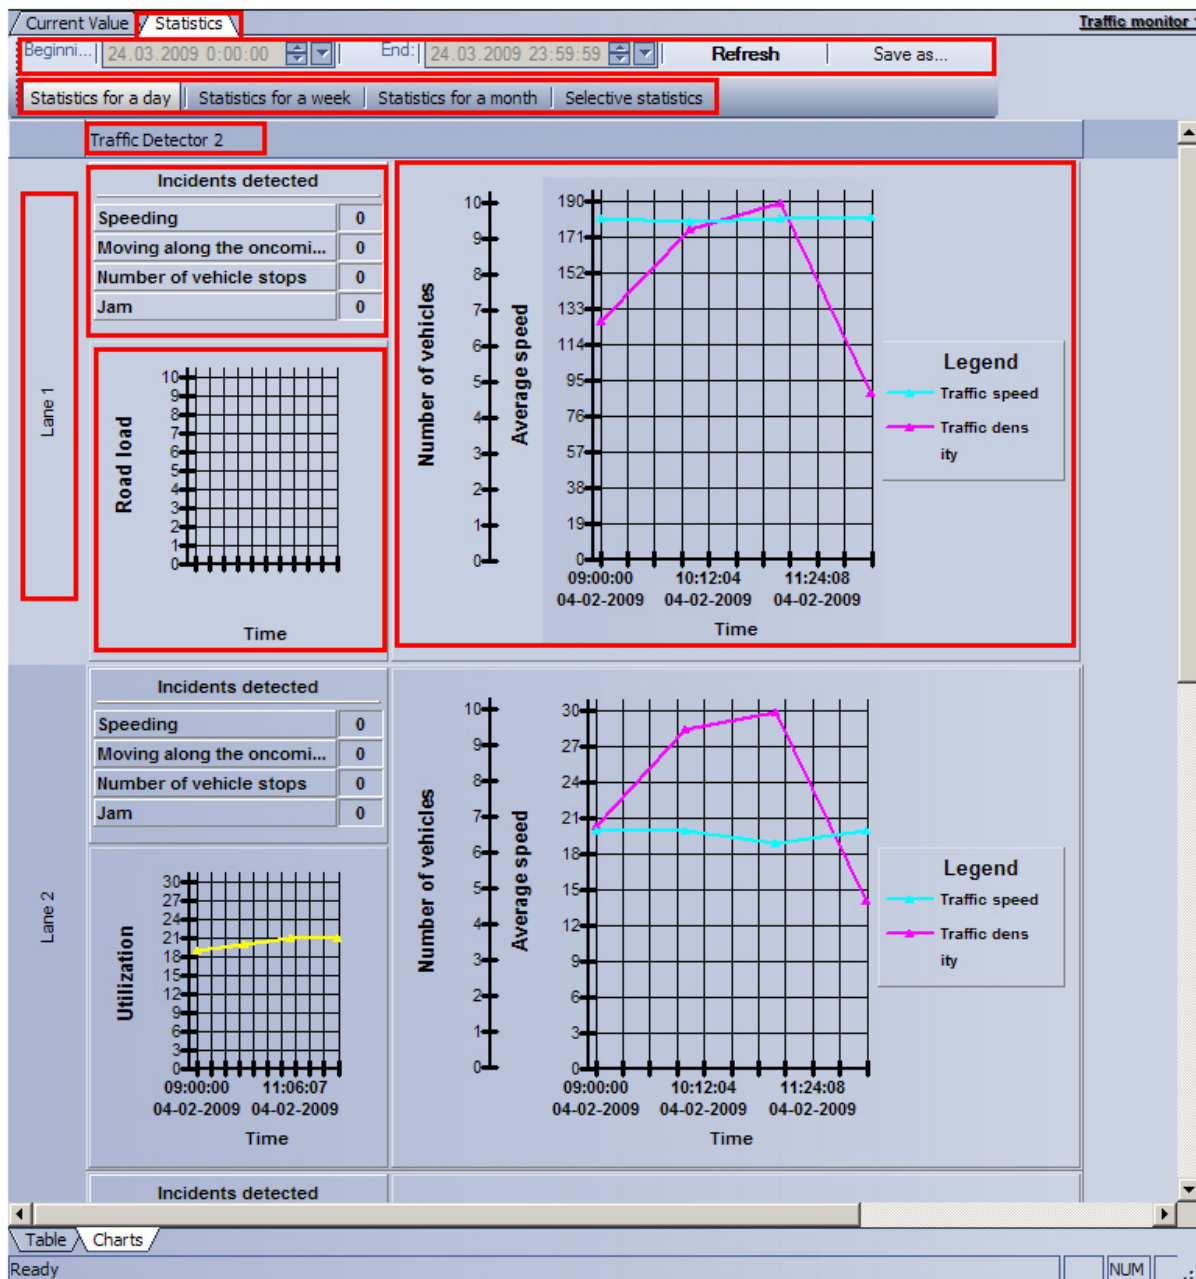 Current Value Statistics Traffic monitor
Beginni... 24.03.2009 0:00:00 End: 24.03.2009 23:59:59 Refresh Save as...
Statistics for a day Statistics for a week Statistics for a month Selective statistics
Traffic Detector 2
Lane 1
Incidents detected
Speeding 0
Moving along the oncomi... 0
Number of vehicle stops 0
Jam 0
Road load
10
9
8
7
6
5
4
3
2
1
0
Time
Number of vehicles
10
9
8
7
6
5
4
3
2
1
0
Average speed
190
171
152
133
114
95
76
57
38
19
0
09:00:00 10:12:04 11:24:08
04-02-2009 04-02-2009 04-02-2009
Time
Legend
Traffic speed
Traffic dens
ity
Lane 2
Incidents detected
Speeding 0
Moving along the oncomi... 0
Number of vehicle stops 0
Jam 0
Utilization
30
27
24
21
18
15
12
9
6
3
0
09:00:00 11:06:07
04-02-2009 04-02-2009
Time
Number of vehicles
10
9
8
7
6
5
4
3
2
1
0
Average speed
30
27
24
21
18
15
12
9
6
3
0
09:00:00 10:12:04 11:24:08
04-02-2009 04-02-2009 04-02-2009
Time
Legend
Traffic speed
Traffic dens
ity
Incidents detected
Table Charts
Ready NUM